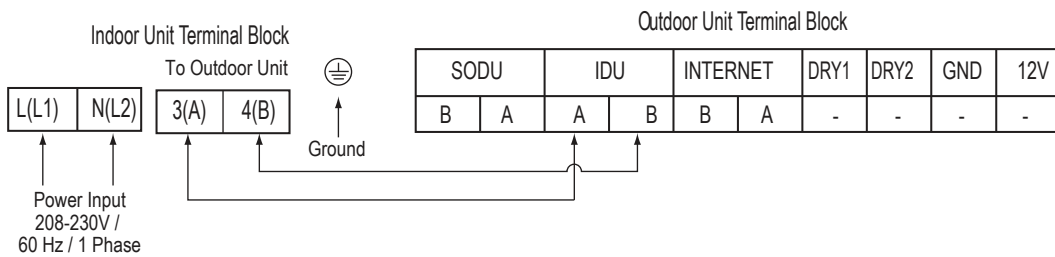 Outdoor Unit Terminal Block
Indoor Unit Terminal Block
To Outdoor Unit
L(L1) N(L2) 3(A) 4(B)
Ground
SODU IDU INTERNET DRY1 DRY2 GND 12V
B A A B B A - - - -
Power Input
208-230V /
60 Hz / 1 Phase